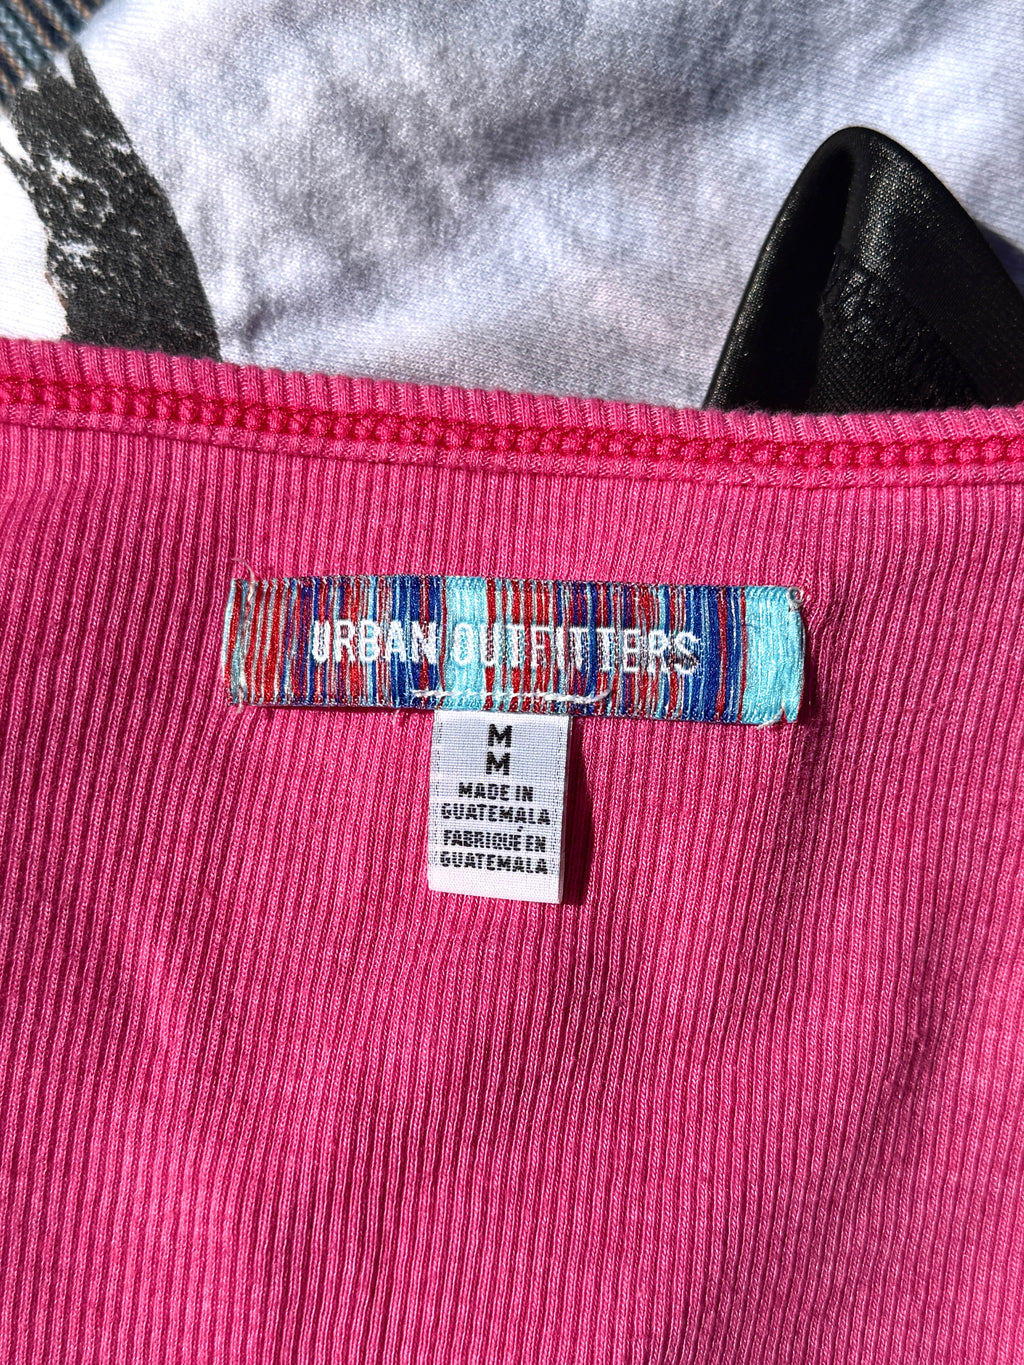 URBAN OUTFITTERS
M
M
MADE IN
GUATEMALA
FABRIQUÉ EN
GUATEMALA